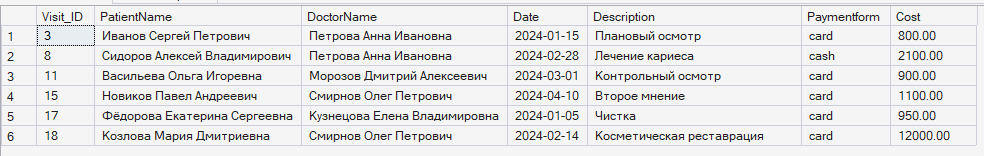 Visit_ID PatientName DoctorName Date Description Paymentform Cost
1 3 Иванов Сергей Петрович Петрова Анна Ивановна 2024-01-15 Плановый осмотр card 800.00
2 8 Сидоров Алексей Владимирович Петрова Анна Ивановна 2024-02-28 Лечение кариеса cash 2100.00
3 11 Васильева Ольга Игоревна Морозов Дмитрий Алексеевич 2024-03-01 Контрольный осмотр card 900.00
4 15 Новиков Павел Андреевич Смирнов Олег Петрович 2024-04-10 Второе мнение card 1100.00
5 17 Фёдорова Екатерина Сергеевна Кузнецова Елена Владимировна 2024-01-05 Чистка card 950.00
6 18 Козлова Мария Дмитриевна Смирнов Олег Петрович 2024-02-14 Косметическая реставрация card 12000.00